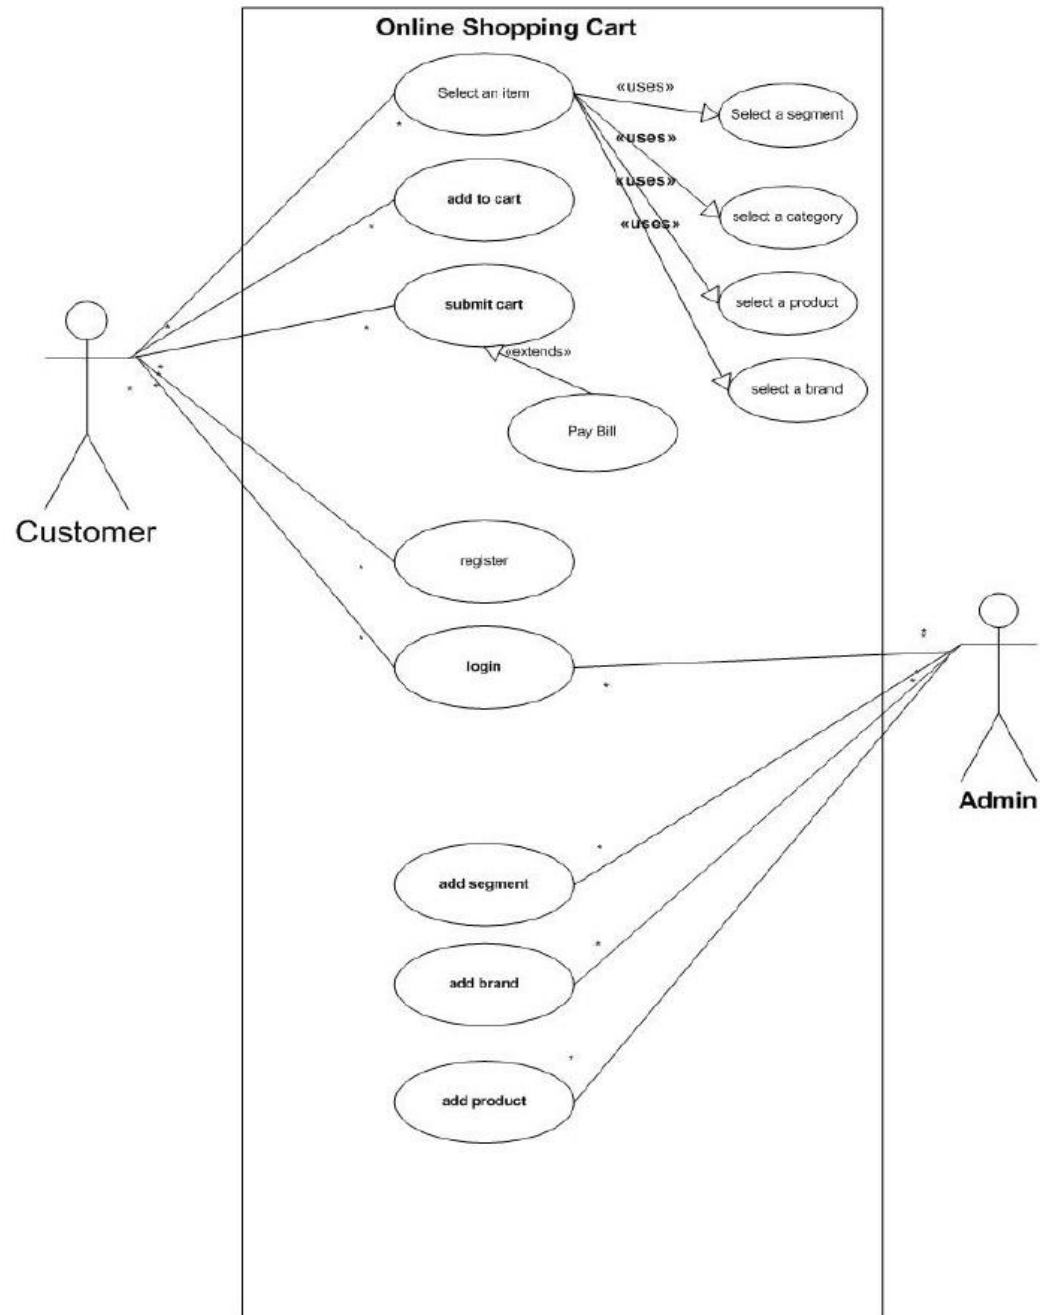 Online Shopping Cart
Select an item
«uses»
Select a segment
«uses»
«uses»
add to cart
select a category
«uses»
submit cart
select a product
«extends»
select a brand
Pay Bill
Customer
register
login
Admin
add segment
add brand
add product